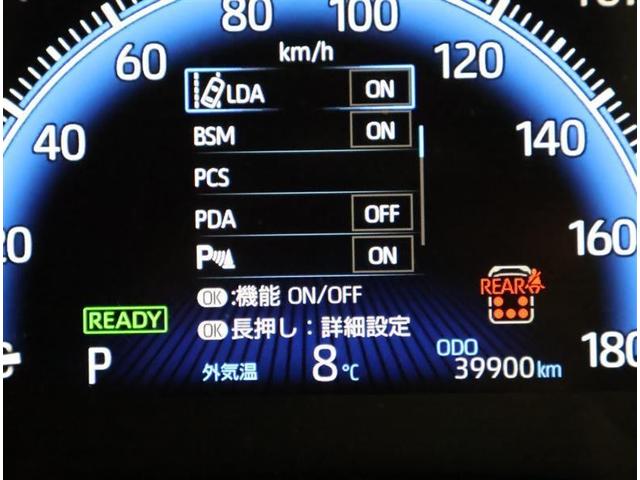 80
100
60
km/h
120
LDA ON
BSM ON
40
140
PCS
PDA OFF
20
160
P ON
OK:機能 ON/OFF
REAR
READY
OK長押し：詳細設定
P
外気温 8℃
ODO
39900km
180